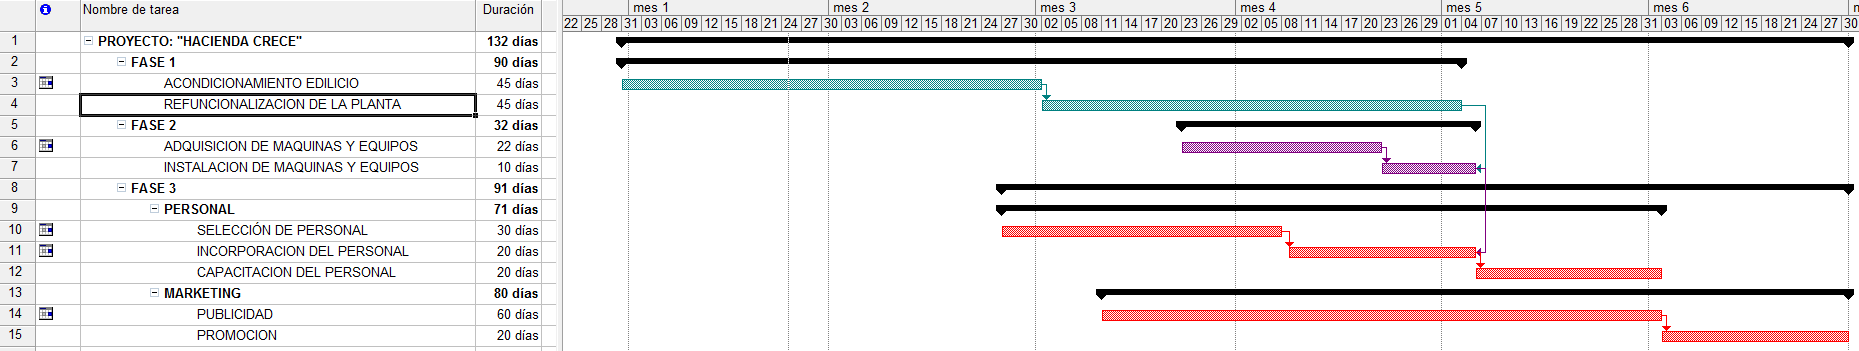 Nombre de tarea Duración mes 1 mes 2 mes 3 mes 4 mes 5 mes 6
22 25 28 31 03 06 09 12 15 18 21 24 27 30 03 06 09 12 15 18 21 24 27 30 02 05 08 11 14 17 20 23 26 29 02 05 08 11 14 17 20 23 26 29 01 04 07 10 13 16 19 22 25 28 31 03 06 09 12 15 18 21 24 27 30
1 PROYECTO: "HACIENDA CRECE" 132 días
2 FASE 1 90 días
3 ACONDICIONAMIENTO EDILICIO 45 días
4 REFUNCIONALIZACION DE LA PLANTA 45 días
5 FASE 2 32 días
6 ADQUISICION DE MAQUINAS Y EQUIPOS 22 días
7 INSTALACION DE MAQUINAS Y EQUIPOS 10 días
8 FASE 3 91 días
9 PERSONAL 71 días
10 SELECCIÓN DE PERSONAL 30 días
11 INCORPORACION DEL PERSONAL 20 días
12 CAPACITACION DEL PERSONAL 20 días
13 MARKETING 80 días
14 PUBLICIDAD 60 días
15 PROMOCION 20 días